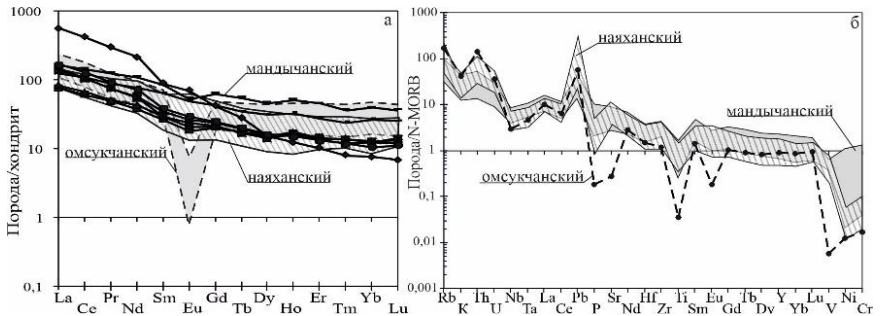 а
Порода/хондрит
1000
100
10
1
0,1
мандычанский
омсукчанский
наяханский
La Ce Pr Nd Sm Eu Gd Tb Dy Ho Er Tm Yb Lu
б
Порода/N-MORB
1000
100
10
1
0,1
0,01
0,001
наяханский
мандычанский
омсукчанский
Rb K Th U Nb Ta La Ce Pb P Sr Nd Hf Zr Ti Sm Eu Gd Tb Dy Y Yb Lu V Ni Cr